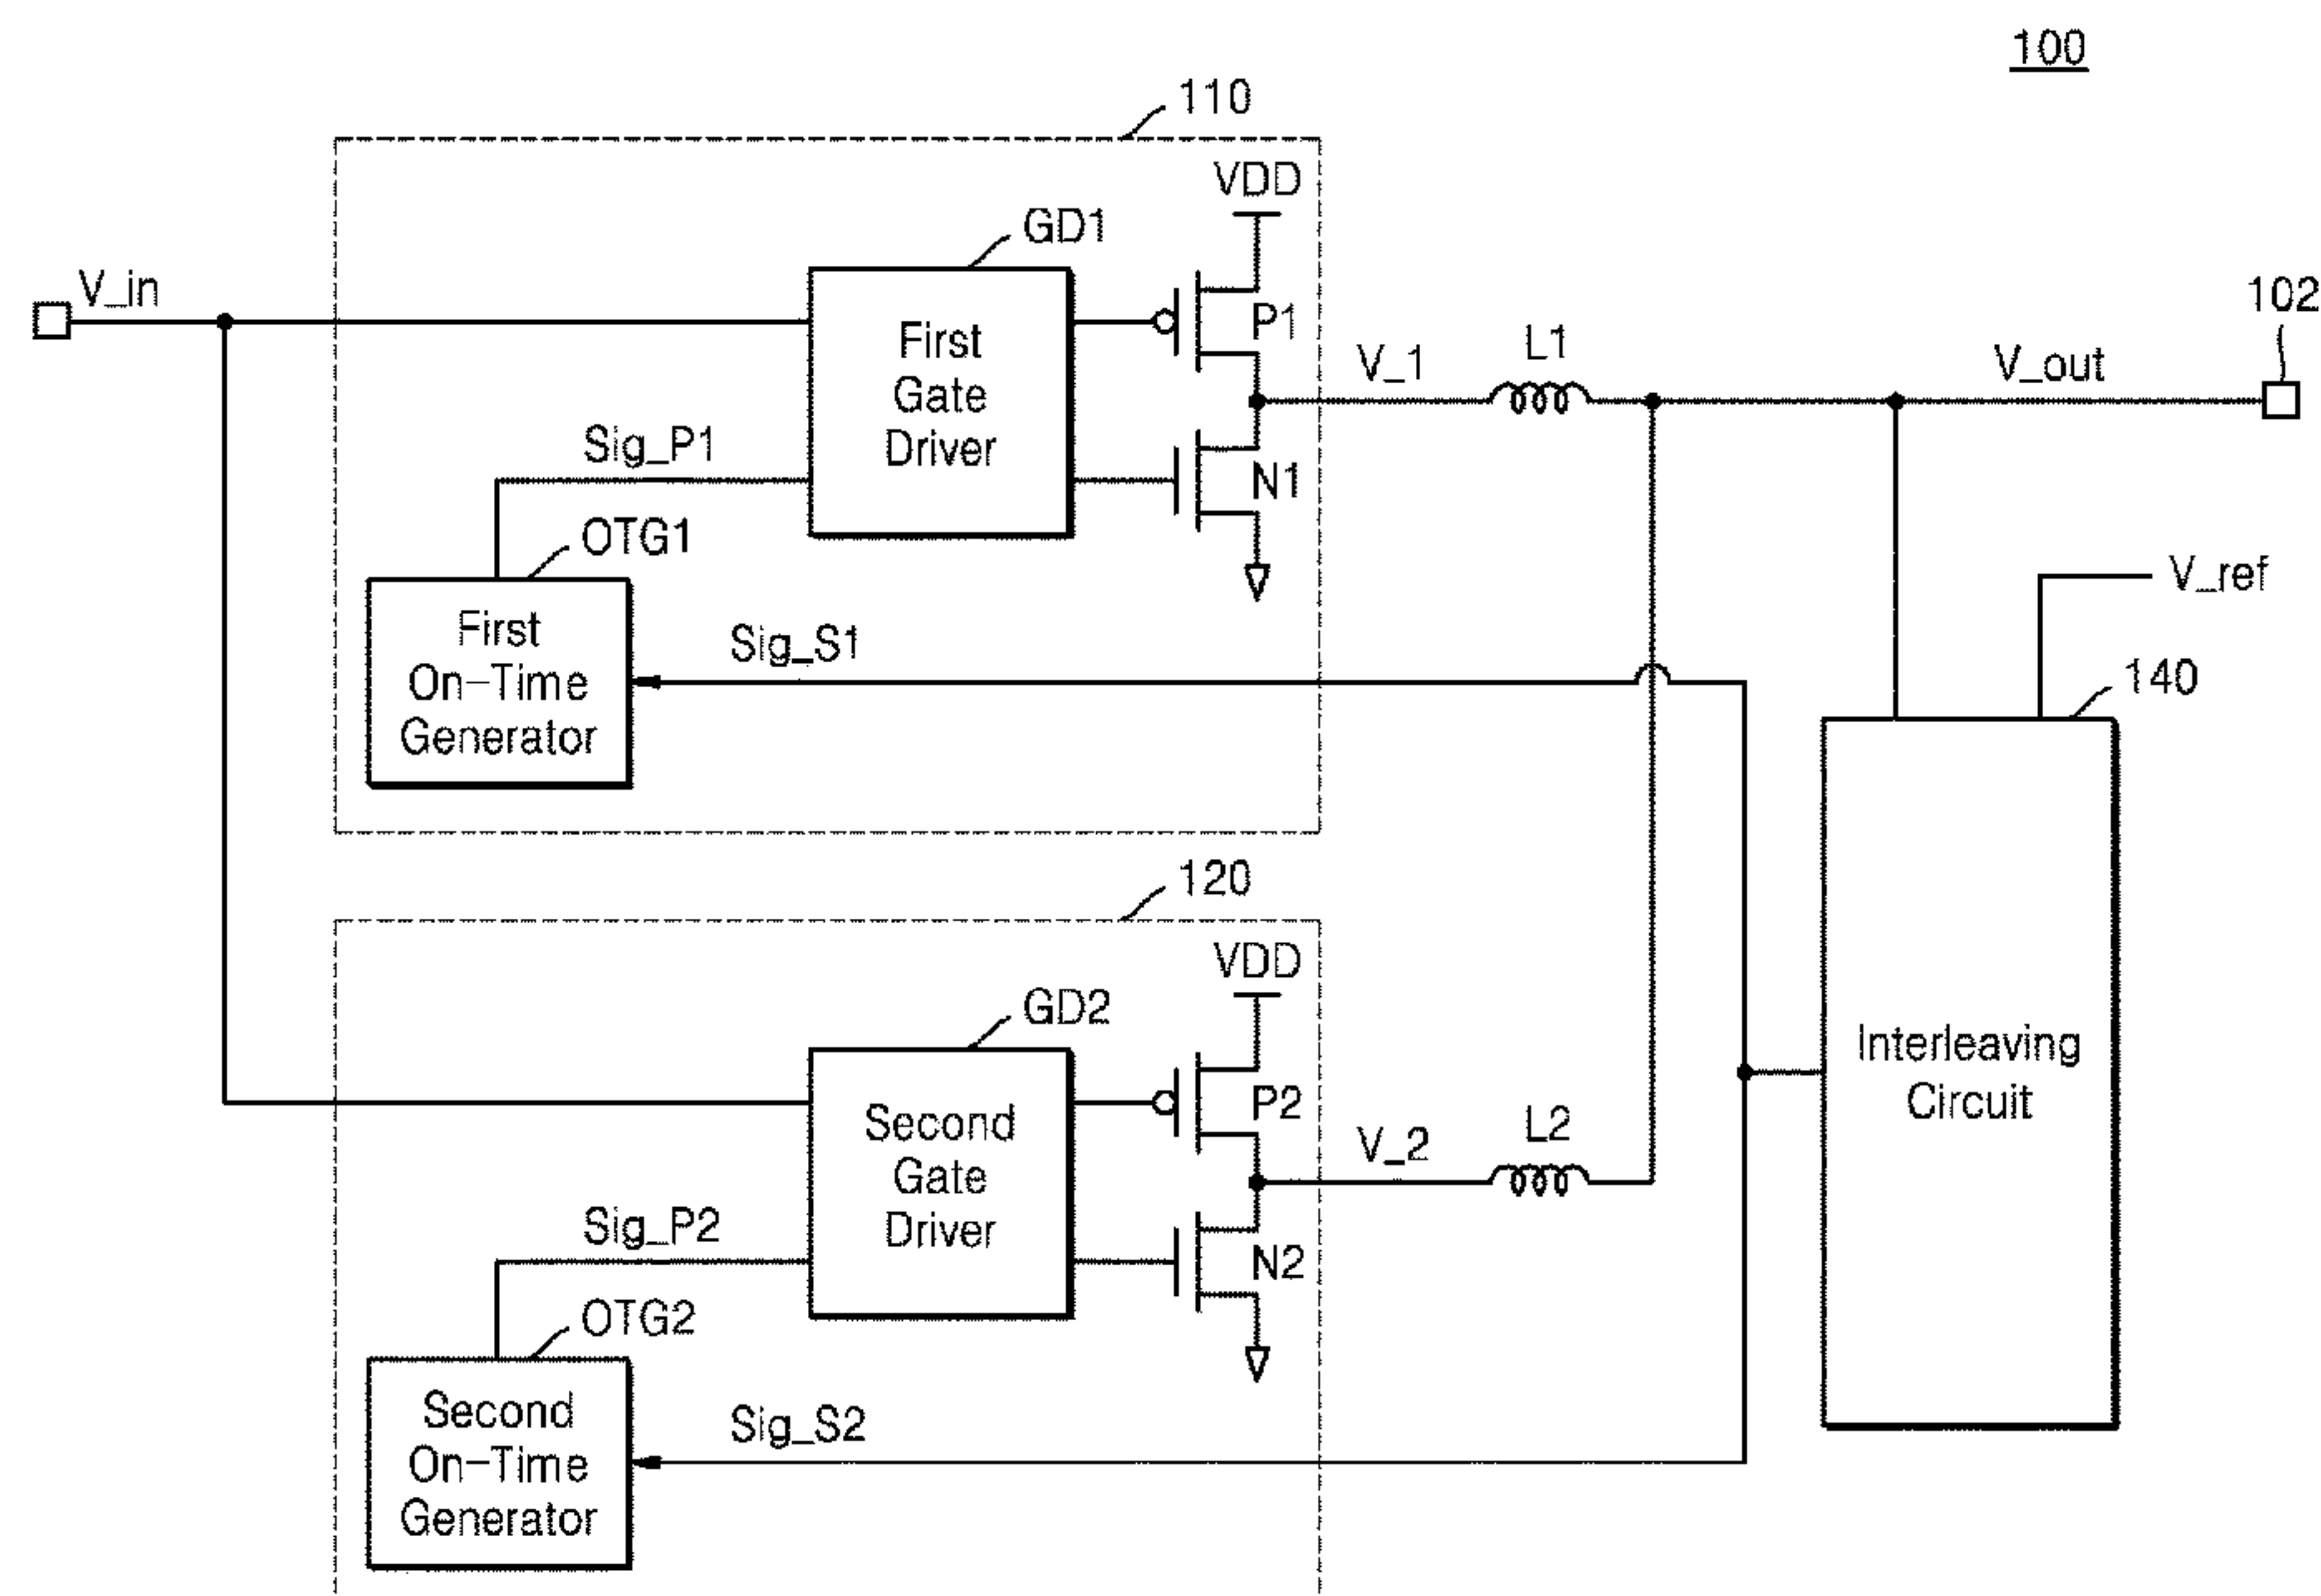 100
110
VDD
GD1
V_in
102
First
Gate
Driver
P1
V_1
L1
V_out
Sig_P1
N1
OTG1
V_ref
First
On-Time
Generator
Sig_S1
140
120
VDD
GD2
Second
Gate
Driver
P2
V_2
L2
Interleaving
Circuit
Sig_P2
N2
OTG2
Second
On-Time
Generator
Sig_S2